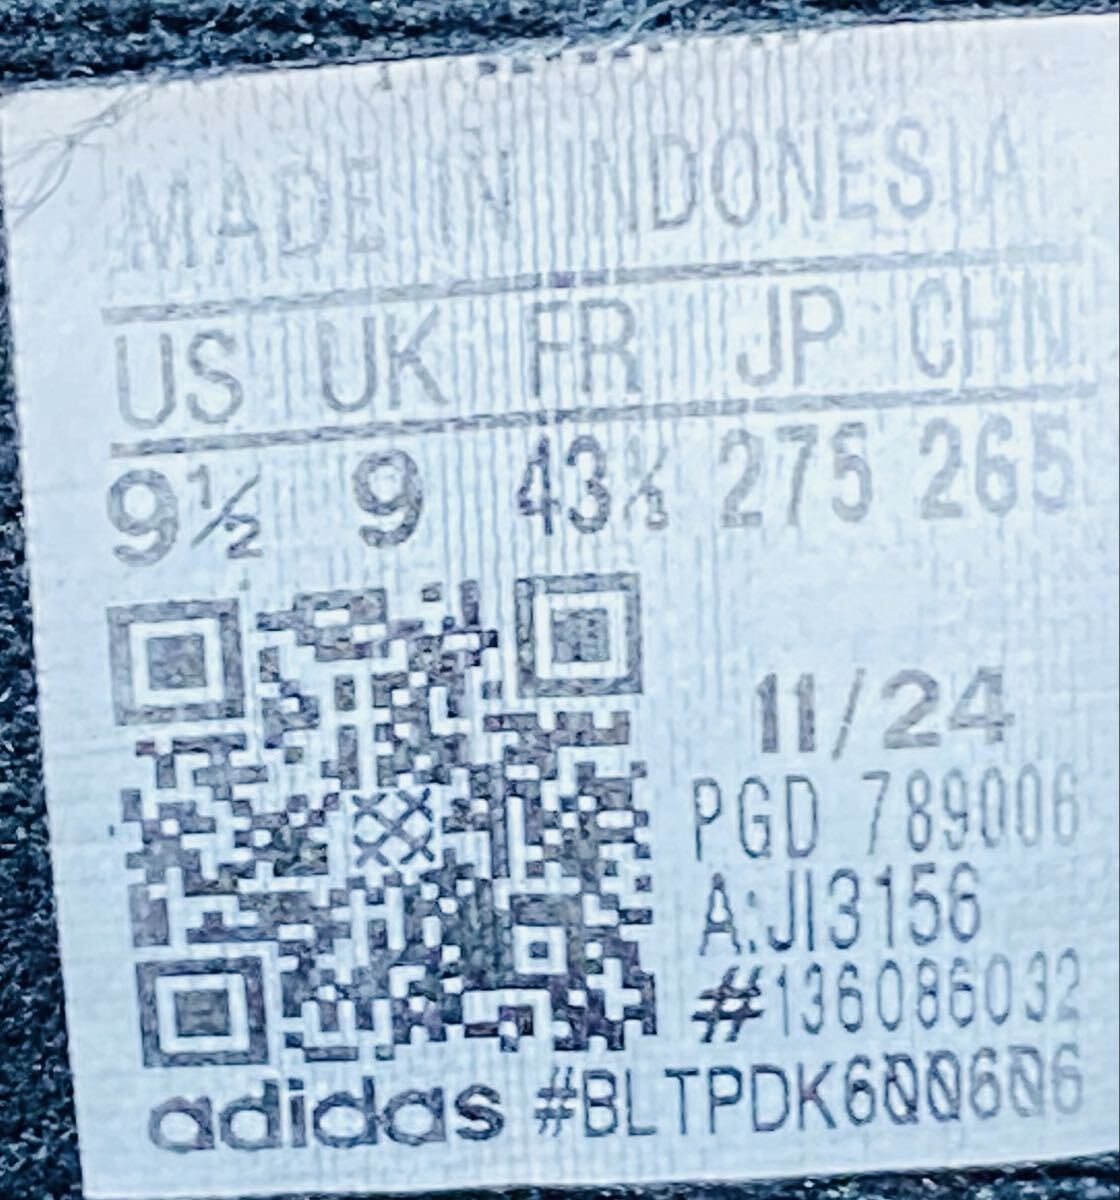 MADE IN INDONESIA
US UK FR JP CHN
9½ 9 43⅓ 275 265
11/24
PGD 789006
A:JI3156
#136086032
adidas #BLTPDK600606